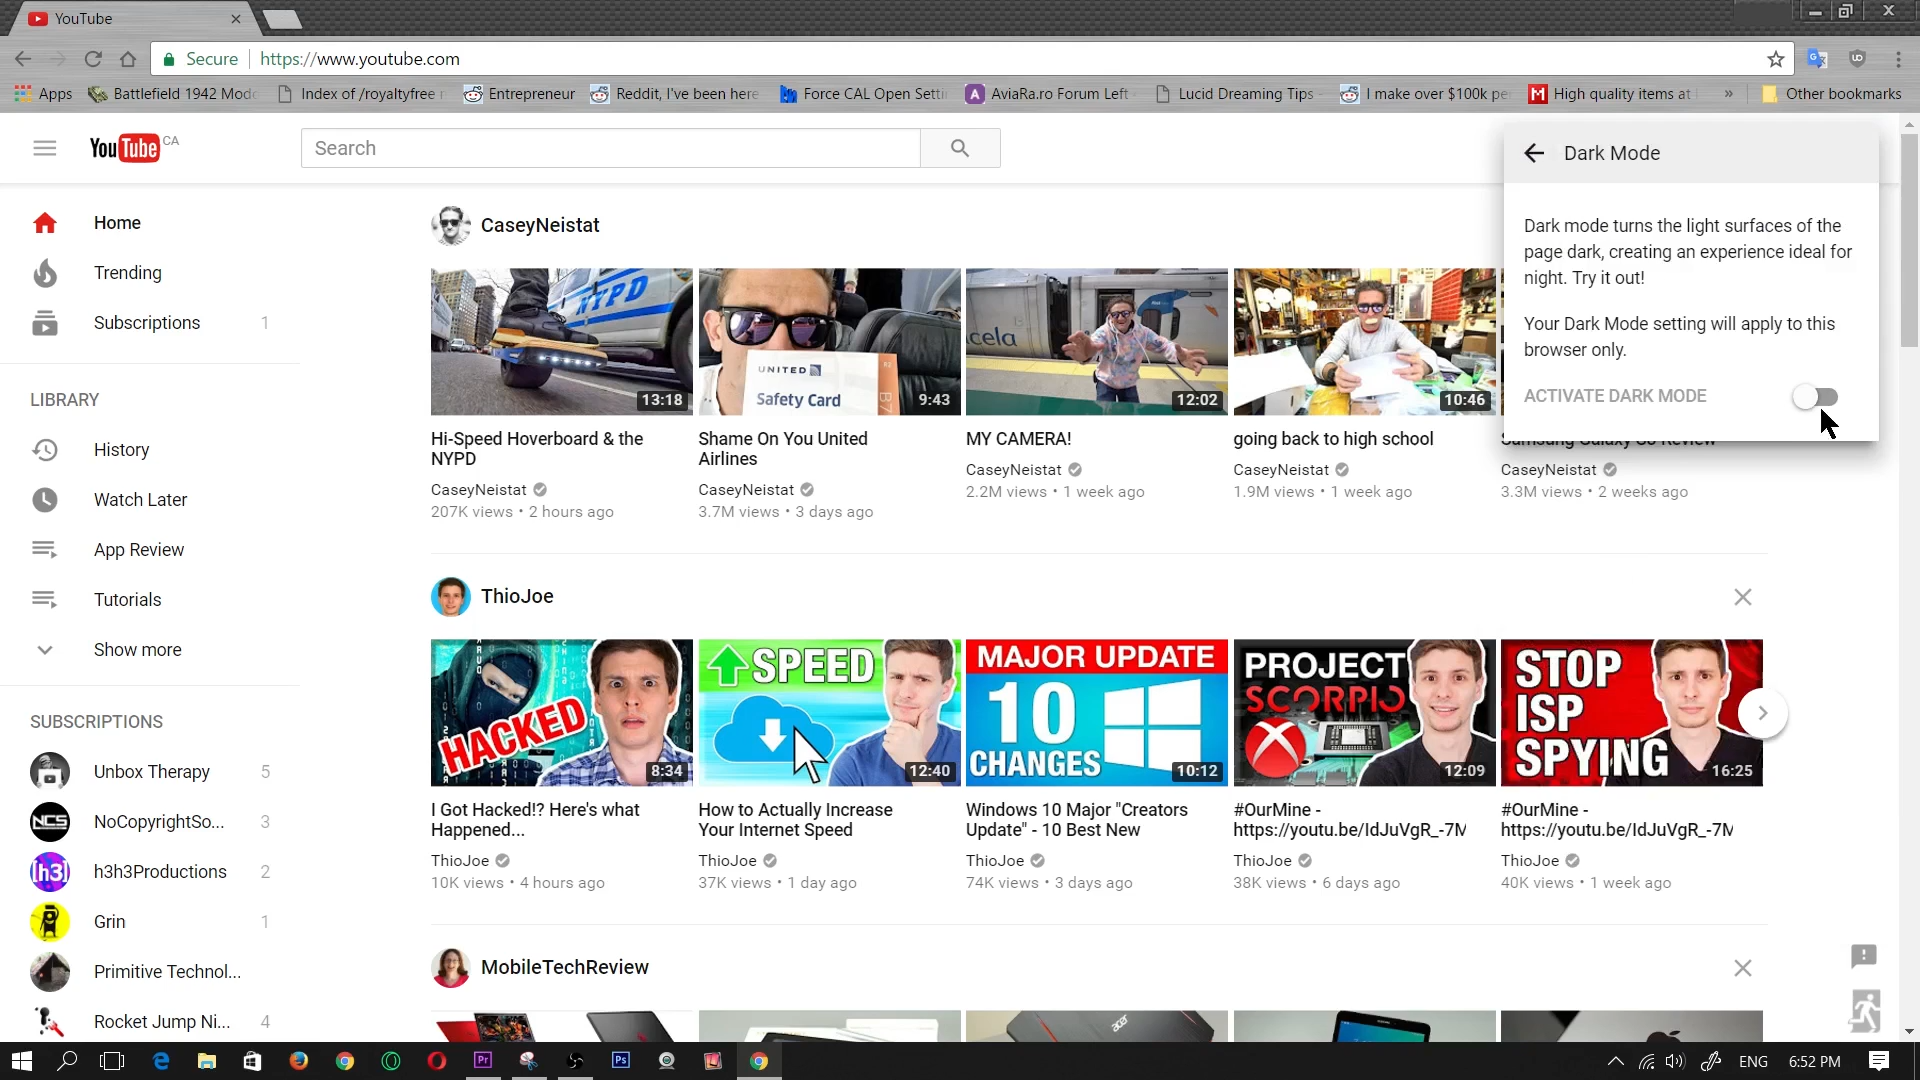 YouTube
Secure https://www.youtube.com
Apps Battlefield 1942 Mod Index of /royaltyfree Entrepreneur Reddit, I've been here Force CAL Open Setti AviaRa.ro Forum Left Lucid Dreaming Tips I make over $100k pe High quality items at » Other bookmarks
YouTube CA
Search
Dark Mode
Dark mode turns the light surfaces of the
page dark, creating an experience ideal for
night. Try it out!
Your Dark Mode setting will apply to this
browser only.
ACTIVATE DARK MODE
Home
Trending
Subscriptions 1
LIBRARY
History
Watch Later
App Review
Tutorials
Show more
SUBSCRIPTIONS
Unbox Therapy 5
NCS
NoCopyrightSo... 3
[h3]
h3h3Productions 2
Grin 1
Primitive Technol...
Rocket Jump Ni... 4
CaseyNeistat
NYPD
13:18
UNITED
Safety Card
B7
9:43
cela
12:02
10:46
Hi-Speed Hoverboard & the
NYPD
CaseyNeistat
207K views • 2 hours ago
Shame On You United
Airlines
CaseyNeistat
3.7M views • 3 days ago
MY CAMERA!
CaseyNeistat
2.2M views • 1 week ago
going back to high school
CaseyNeistat
1.9M views • 1 week ago
CaseyNeistat
3.3M views • 2 weeks ago
ThioJoe
HACKED
8:34
SPEED
12:40
MAJOR UPDATE
10
CHANGES
10:12
PROJECT
SCORPIO
12:09
STOP
ISP
SPYING
16:25
I Got Hacked!? Here's what
Happened...
ThioJoe
10K views • 4 hours ago
How to Actually Increase
Your Internet Speed
ThioJoe
37K views • 1 day ago
Windows 10 Major "Creators
Update" - 10 Best New
ThioJoe
74K views • 3 days ago
#OurMine -
https://youtu.be/IdJuVgR_-7M
ThioJoe
38K views • 6 days ago
#OurMine -
https://youtu.be/IdJuVgR_-7M
ThioJoe
40K views • 1 week ago
MobileTechReview
acer
Pr
Ps
ENG 6:52 PM